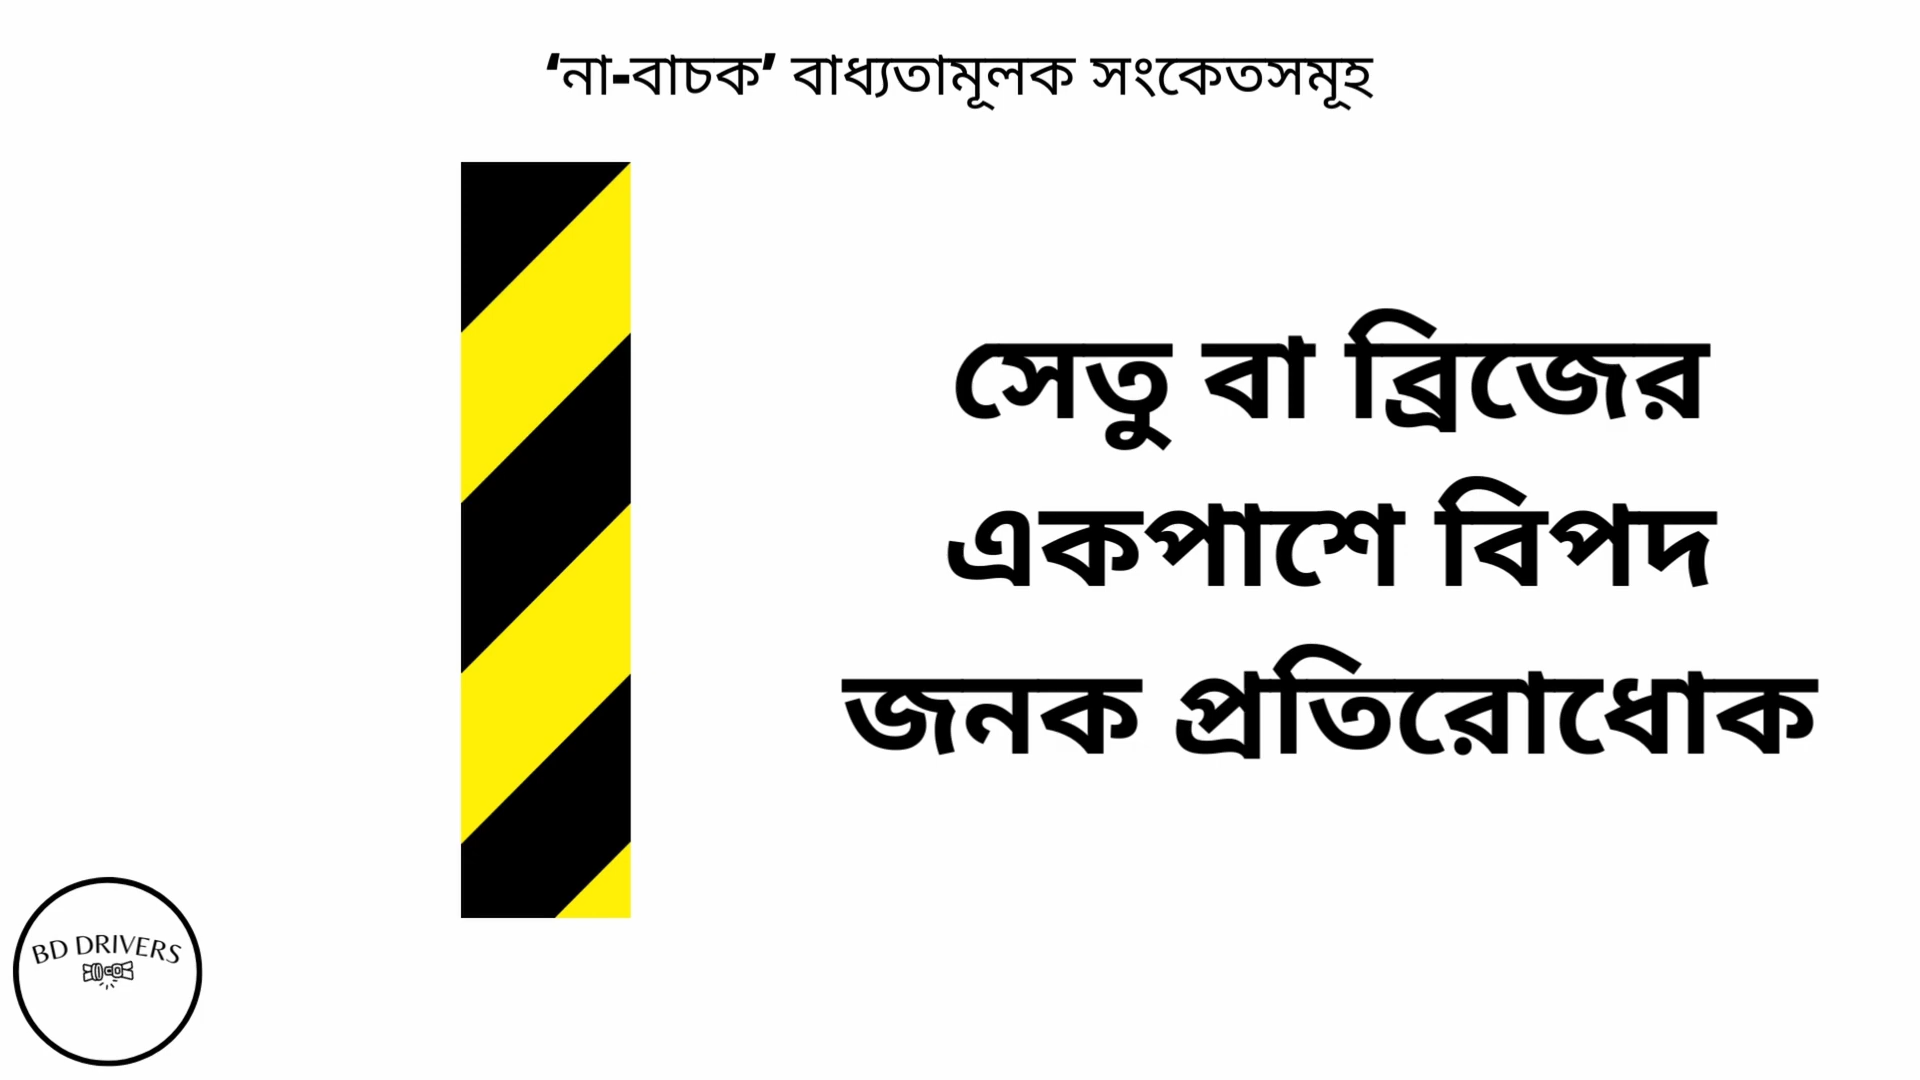 ‘না-বাচক’ বাধ্যতামূলক সংকেতসমূহ
সেতু বা ব্রিজের
একপাশে বিপদ
জনক প্রতিরোধোক
BD DRIVERS